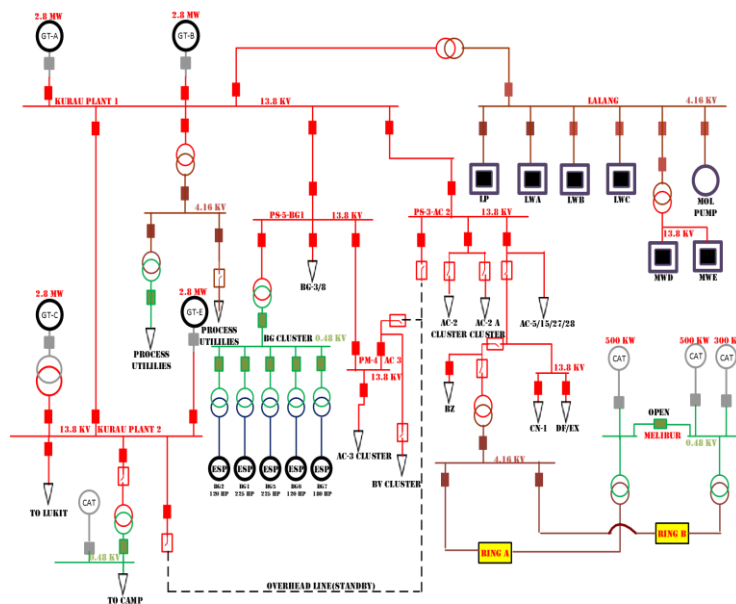 2.8 MW
2.8 MW
GT-A
GT-B
KURAU PLANT 1
13.8 KV
LALANG
4.16 KV
LP
LWA
LWB
LWC
MOL
PUMP
13.8 KV
MWD
MWE
4.16 KV
PS-5-BG1
13.8 KV
PS-3-AC 2
13.8 KV
BG-3/8
AC-2
CLUSTER
AC-2 A
CLUSTER
AC-5/15/27/28
2.8 MW
GT-C
2.8 MW
GT-E
PROCESS
UTILILIES
PROCESS
UTILILIES
BG CLUSTER
0.48 KV
PM-4
AC 3
13.8 KV
13.8 KV
BZ
CN-1
DF/EX
500 KW
500 KW
300 K
CAT
CAT
CAT
OPEN
MELIBUR
0.48 KV
13.8 KV
KURAU PLANT 2
ESP
ESP
ESP
ESP
ESP
BG2
120 HP
BG4
225 HP
BG5
225 HP
BG6
120 HP
BG7
180 HP
AC-3 CLUSTER
BV CLUSTER
4.16 KV
TO LUKIT
CAT
0.48 KV
TO CAMP
RING A
RING B
OVERHEAD LINE(STANDBY)